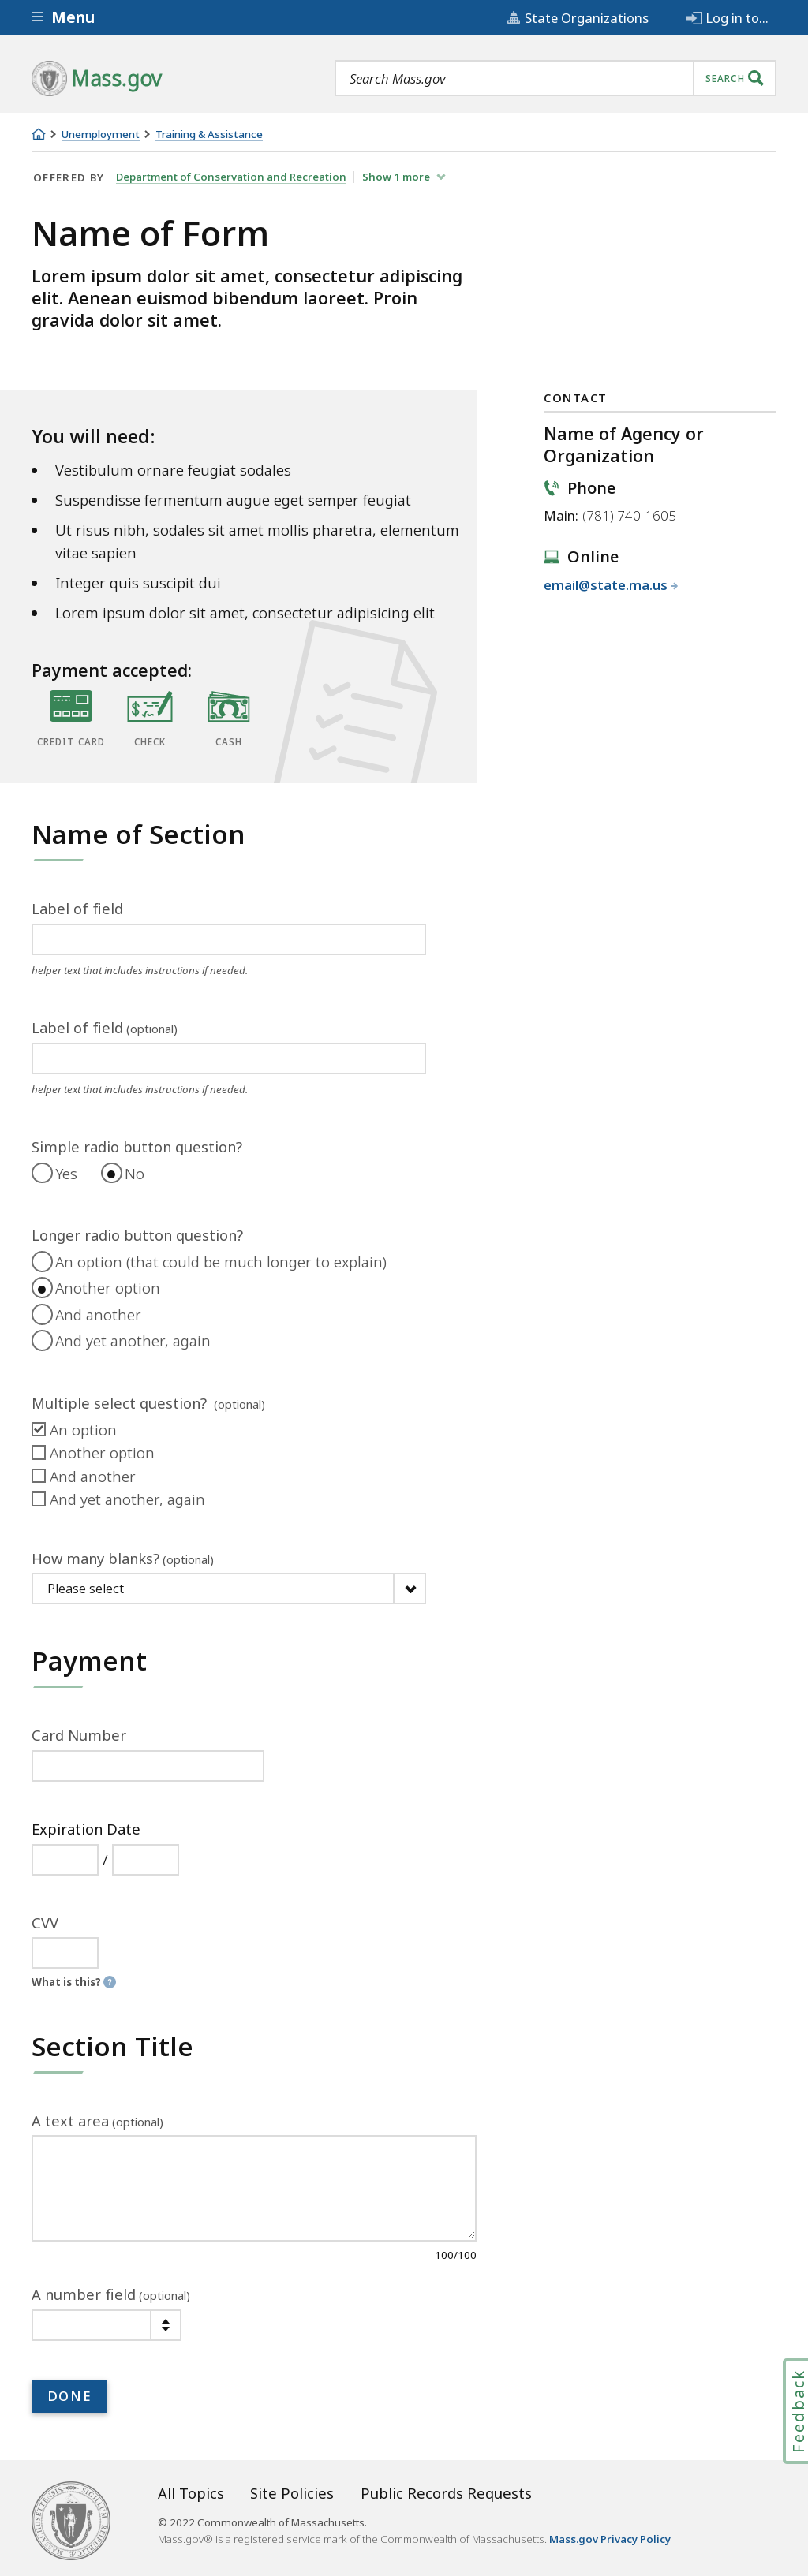 Menu
State Organizations
Log in to...
Mass.gov
Search Mass.gov
SEARCH
Unemployment
Training & Assistance
OFFERED BY Department of Conservation and Recreation Show 1 more
Name of Form
Lorem ipsum dolor sit amet, consectetur adipiscing
elit. Aenean euismod bibendum laoreet. Proin
gravida dolor sit amet.
You will need:
Vestibulum ornare feugiat sodales
Suspendisse fermentum augue eget semper feugiat
Ut risus nibh, sodales sit amet mollis pharetra, elementum
vitae sapien
Integer quis suscipit dui
Lorem ipsum dolor sit amet, consectetur adipisicing elit
Payment accepted:
CREDIT CARD
CHECK
CASH
CONTACT
Name of Agency or
Organization
Phone
Main: (781) 740-1605
Online
email@state.ma.us
Name of Section
Label of field
helper text that includes instructions if needed.
Label of field (optional)
helper text that includes instructions if needed.
Simple radio button question?
Yes
No
Longer radio button question?
An option (that could be much longer to explain)
Another option
And another
And yet another, again
Multiple select question? (optional)
An option
Another option
And another
And yet another, again
How many blanks? (optional)
Please select
Payment
Card Number
Expiration Date
/
CVV
What is this? ?
Section Title
A text area (optional)
100/100
A number field (optional)
DONE
Feedback
All Topics
Site Policies
Public Records Requests
© 2022 Commonwealth of Massachusetts.
Mass.gov® is a registered service mark of the Commonwealth of Massachusetts. Mass.gov Privacy Policy